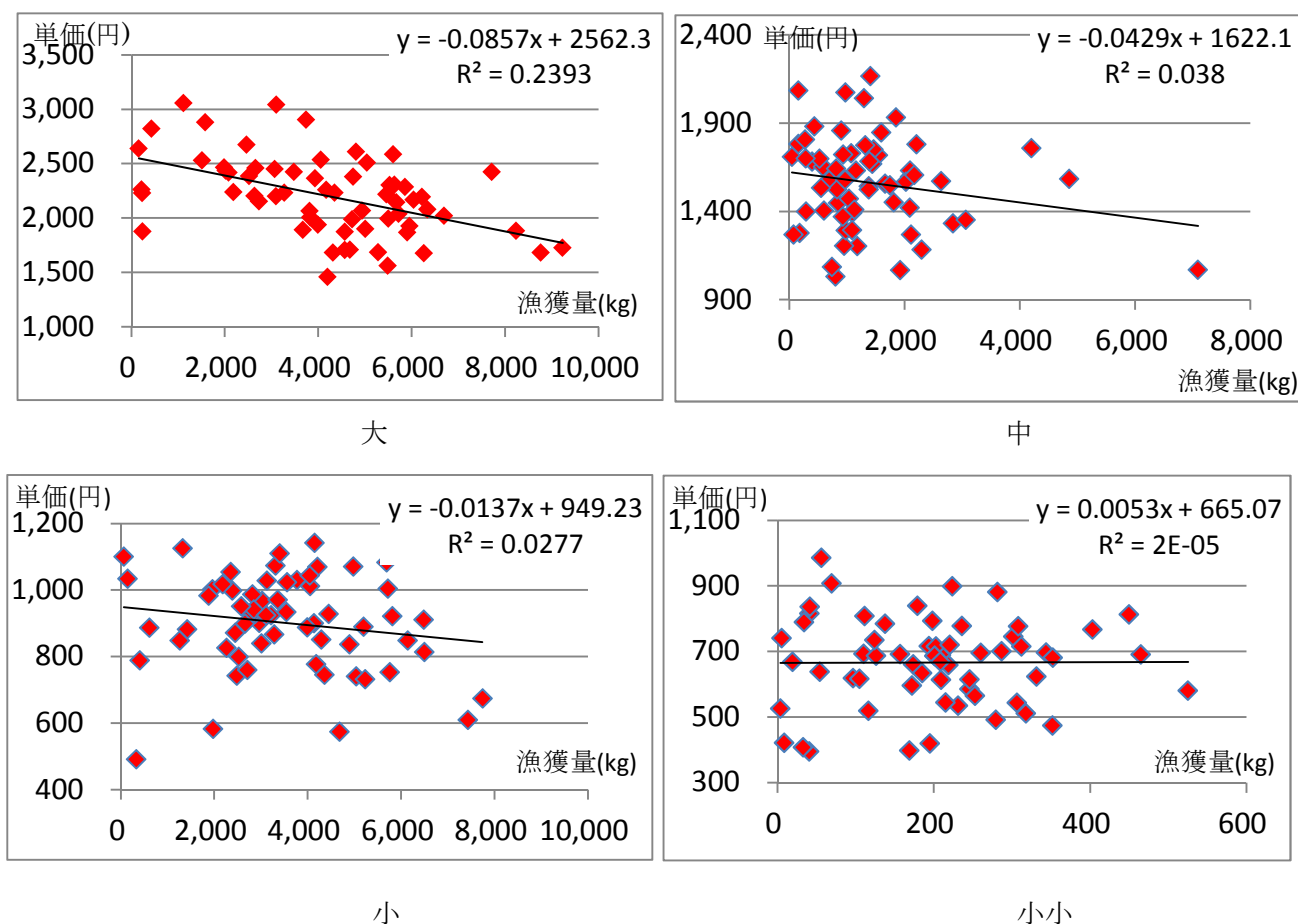 単価(円)
y = -0.0857x + 2562.3
R² = 0.2393
3,500
3,000
2,500
2,000
1,500
1,000
漁獲量(kg)
0 2,000 4,000 6,000 8,000 10,000
大
単価(円)
y = -0.0429x + 1622.1
R² = 0.038
2,400
1,900
1,400
900
0 2,000 4,000 6,000 8,000
漁獲量(kg)
中
単価(円)
y = -0.0137x + 949.23
R² = 0.0277
1,200
1,000
800
600
400
漁獲量(kg)
0 2,000 4,000 6,000 8,000 10,000
小
単価(円)
y = 0.0053x + 665.07
R² = 2E-05
1,100
900
700
500
300
漁獲量(kg)
0 200 400 600
小小